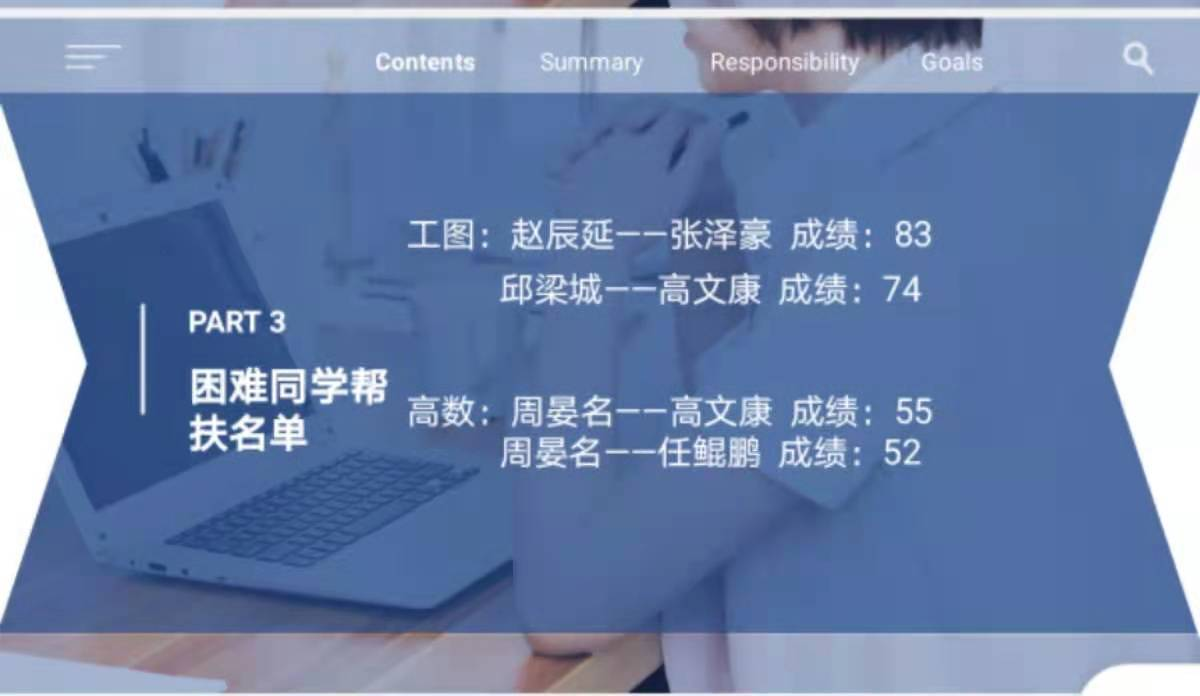 Contents Summary Responsibility Goals
工图：赵辰延——张泽豪 成绩：83
邱梁城——高文康 成绩：74
PART 3
困难同学帮
扶名单
高数：周晏名——高文康 成绩：55
周晏名——任鲲鹏 成绩：52